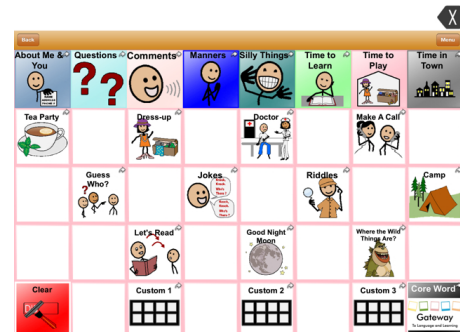 X
Back
Menu
About Me &
You
Questions
Comments
Manners
Silly Things
Time to
Learn
Time to
Play
Time in
Town
Tea Party
Dress-up
Doctor
Make A Call
Guess
Who?
Jokes
Riddles
Camp
Let's Read
Good Night
Moon
Where the Wild
Things Are?
Clear
Custom 1
Custom 2
Custom 3
Core Word
Gateway
To Language and Learning